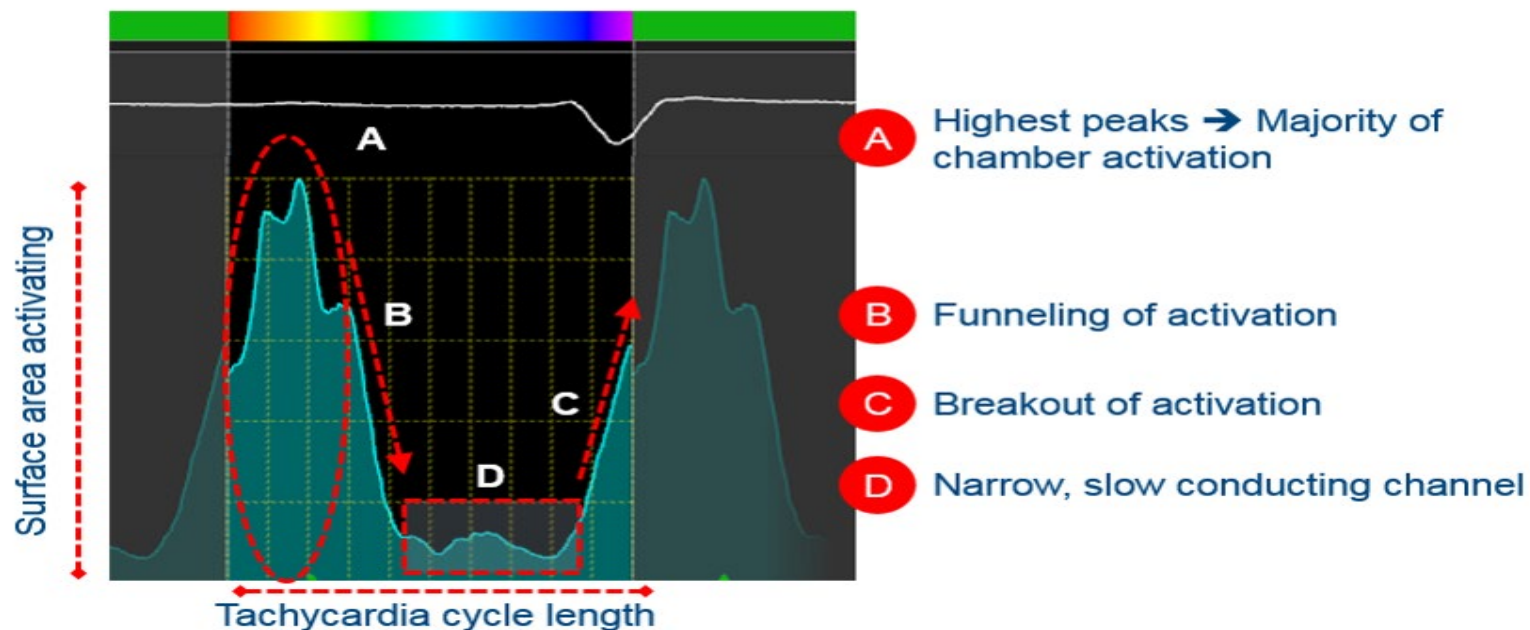 A
A Highest peaks ➔ Majority of
chamber activation
Surface area activating
B
B Funneling of activation
C
C Breakout of activation
D
D Narrow, slow conducting channel
Tachycardia cycle length